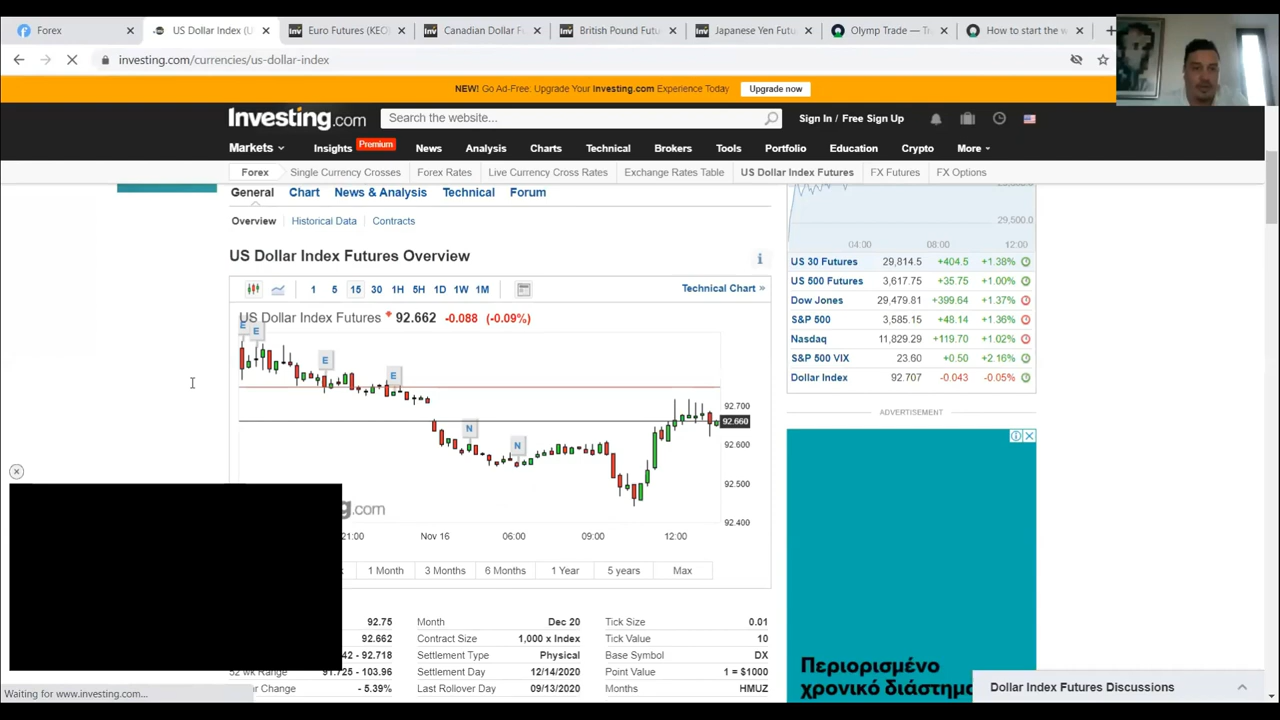 Forex
US Dollar Index (U
Euro Futures (KEO
Canadian Dollar F
British Pound Futu
Japanese Yen Futu
Olymp Trade —
How to start the w
investing.com/currencies/us-dollar-index
NEW! Go Ad-Free: Upgrade Your Investing.com Experience Today
Upgrade now
Investing.com
Search the website...
Sign In / Free Sign Up
Markets
Insights
Premium
News
Analysis
Charts
Technical
Brokers
Portfolio
Tools
Education
Crypto
More
Forex
Single Currency Crosses
Forex Rates
Live Currency Cross Rates
Exchange Rates Table
US Dollar Index Futures
FX Futures
FX Options
General
Chart
News & Analysis
Technical
Forum
Overview
Historical Data
Contracts
US Dollar Index Futures Overview
1 5 15 30 1H 5H 1D 1W 1M
Technical Chart »
US Dollar Index Futures 92.662 -0.088 (-0.09%)
E
E
E
E
N
N
92.700
92.660
92.600
92.500
92.400
.com
21:00
Nov 16
06:00
09:00
12:00
1 Month
3 Months
6 Months
1 Year
5 years
Max
92.75
Month
Dec 20
Tick Size
0.01
92.662
Contract Size
1,000 x Index
Tick Value
10
42 - 92.718
Settlement Type
Physical
Base Symbol
DX
52 wk Range
91.725 - 103.96
Settlement Day
12/14/2020
Point Value
1 = $1000
ar Change
- 5.39%
Last Rollover Day
09/13/2020
Months
HMUZ
29,500.0
04:00
08:00
12:00
US 30 Futures 29,814.5 +404.5 +1.38%
US 500 Futures 3,617.75 +35.75 +1.00%
Dow Jones 29,479.81 +399.64 +1.37%
S&P 500 3,585.15 +48.14 +1.36%
Nasdaq 11,829.29 +119.70 +1.02%
S&P 500 VIX 23.60 +0.50 +2.16%
Dollar Index 92.707 -0.043 -0.05%
ADVERTISEMENT
Περιορισμένο
χρονικό διάστημα
Dollar Index Futures Discussions
Waiting for www.investing.com...